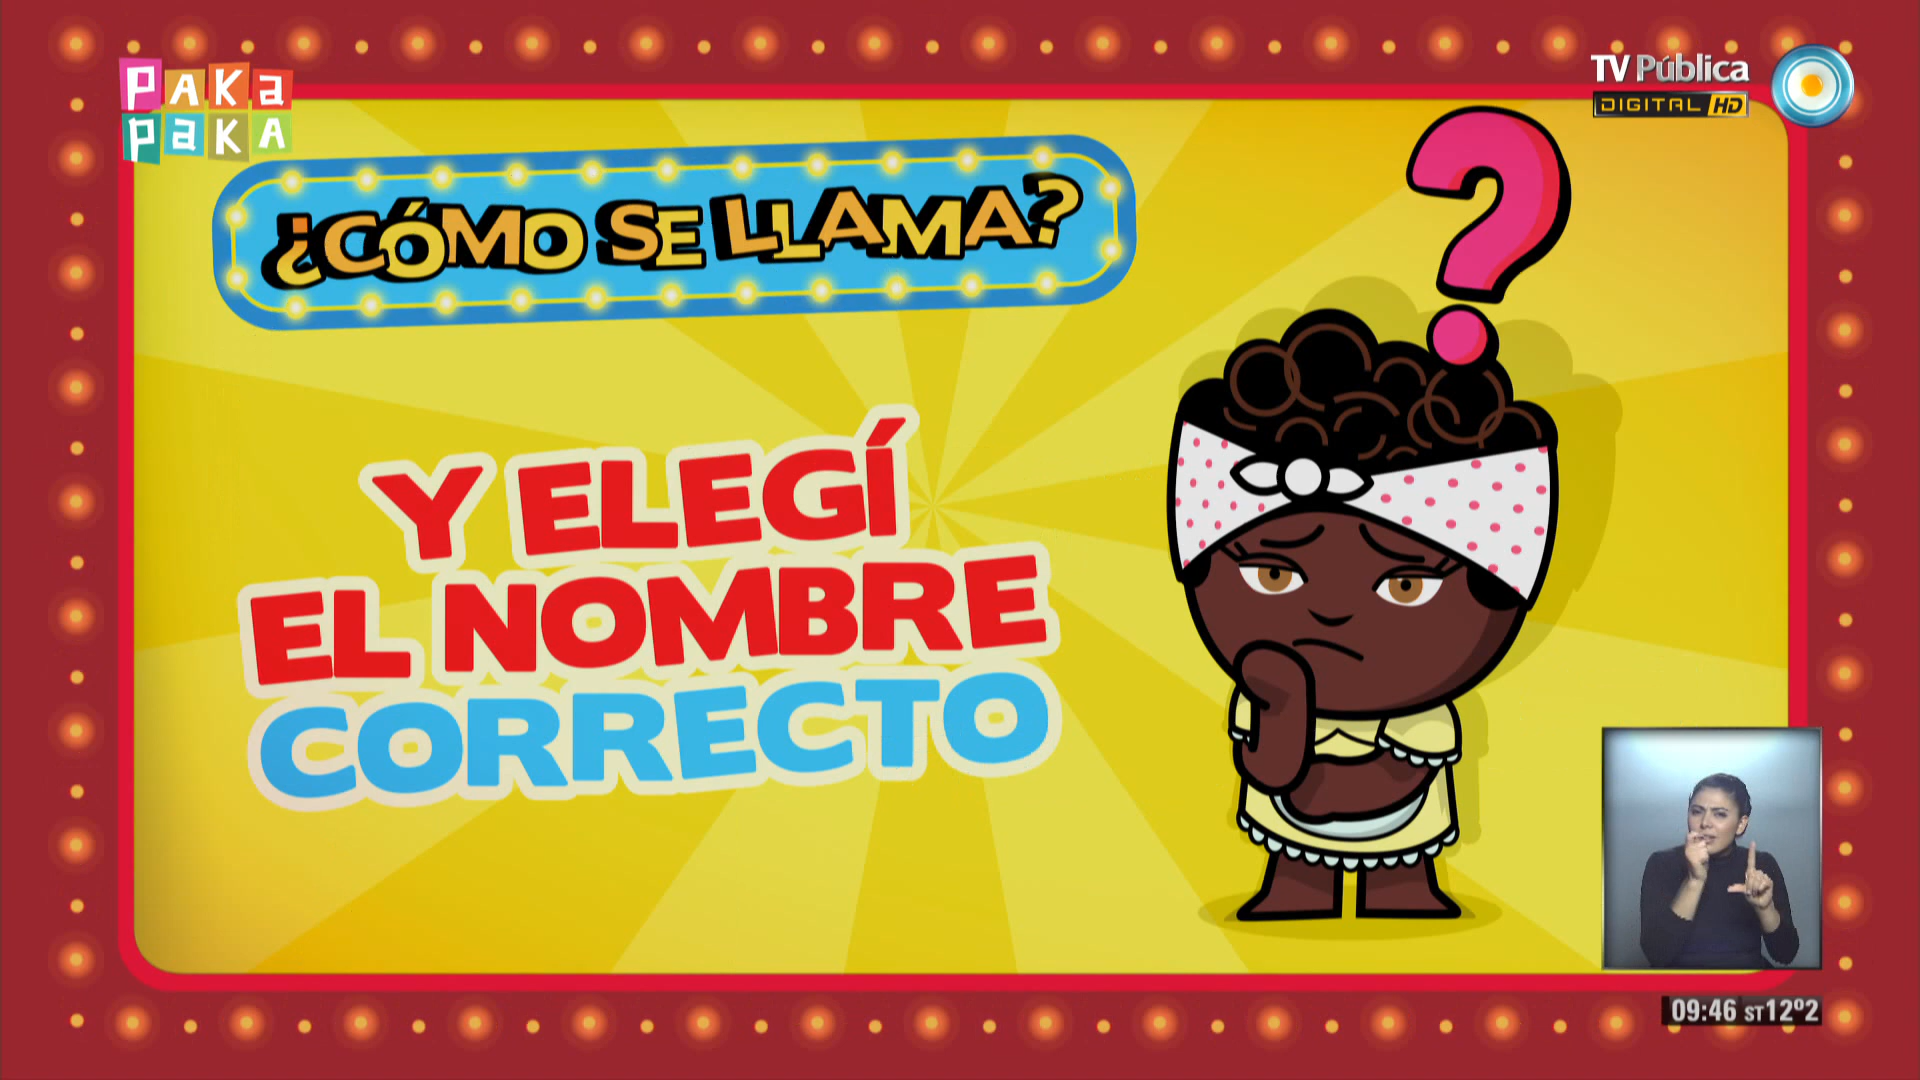 PAKA
PAKA
TV Pública
DIGITAL HD
¿CÓMO SE LLAMA?
Y ELEGÍ
EL NOMBRE
CORRECTO
09:46 ST12º2